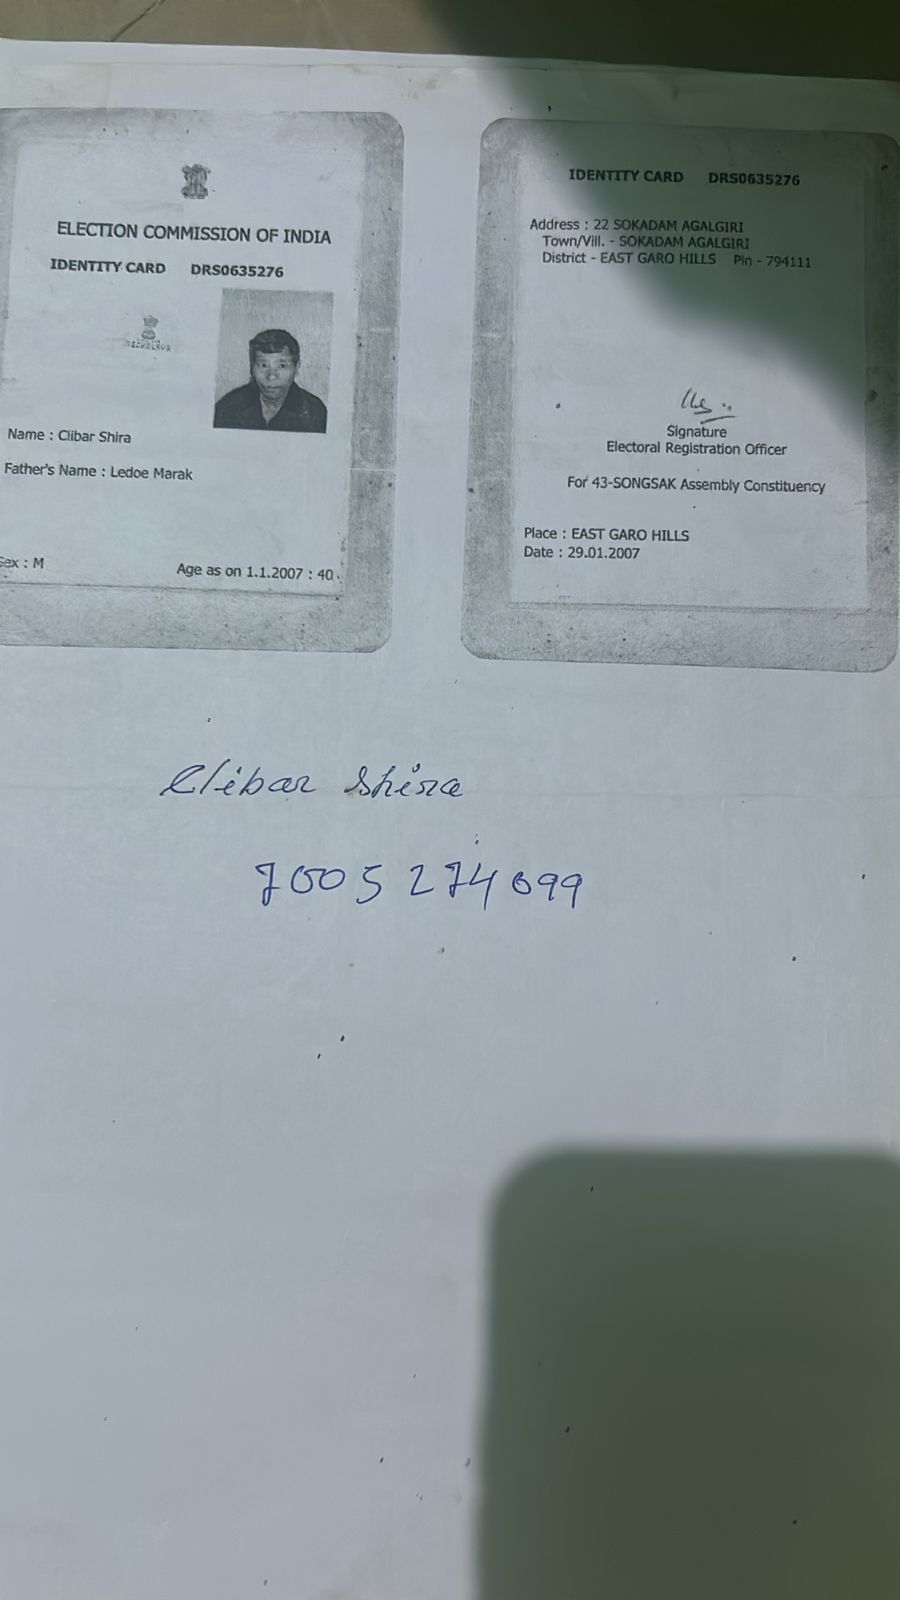 ELECTION COMMISSION OF INDIA
IDENTITY CARD DRS0635276
Name : Clibar Shira
Father's Name : Ledoe Marak
Sex : M
Age as on 1.1.2007 : 40
IDENTITY CARD DRS0635276
Address : 22 SOKADAM AGALGIRI
Town/Vill. - SOKADAM AGALGIRI
District - EAST GARO HILLS Pin - 794111
Signature
Electoral Registration Officer
For 43-SONGSAK Assembly Constituency
Place : EAST GARO HILLS
Date : 29.01.2007
Clibar Shira
7005274099